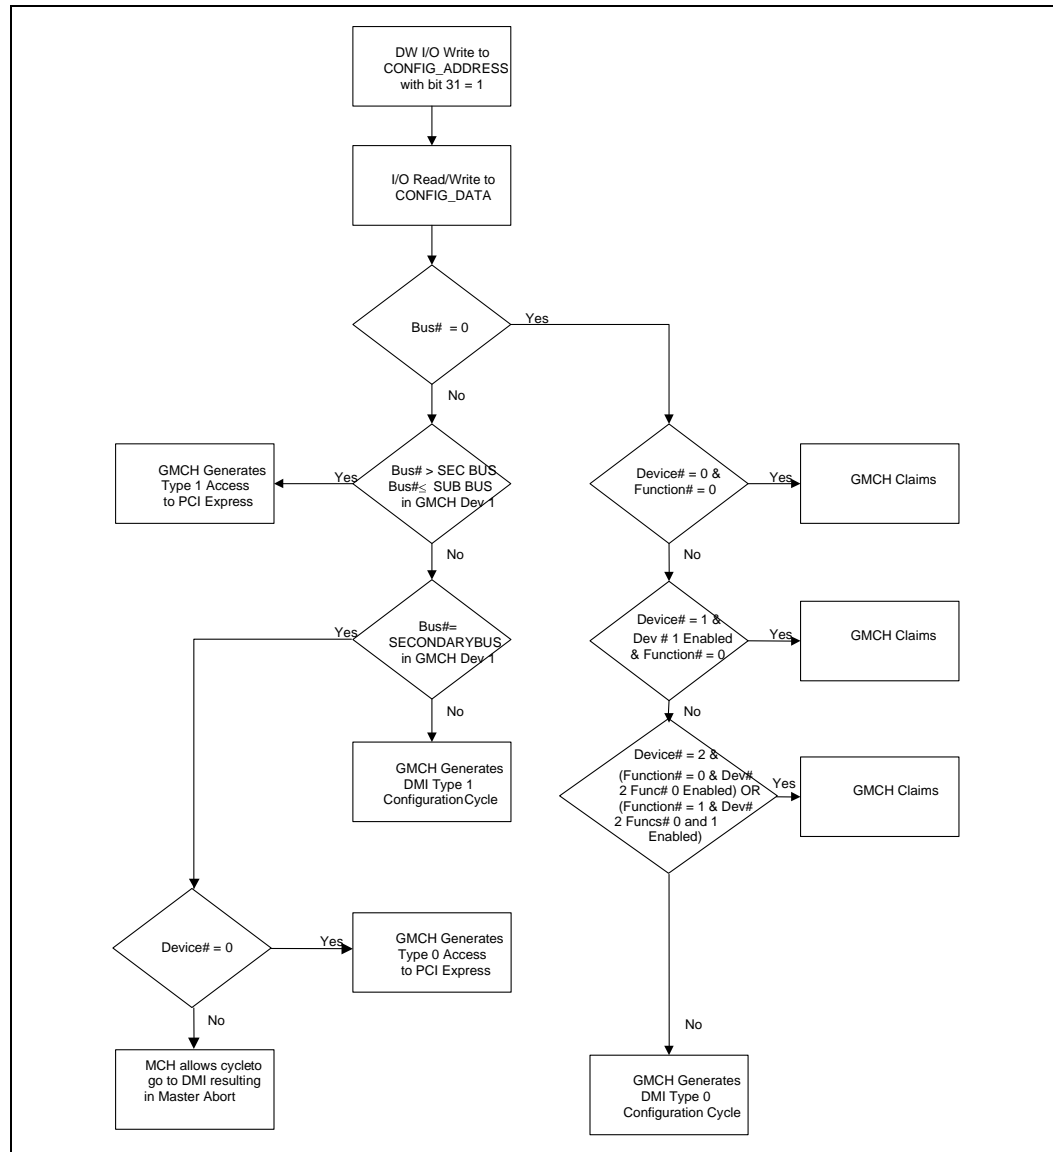 DW I/O Write to
CONFIG_ADDRESS
with bit 31 = 1
I/O Read/Write to
CONFIG_DATA
Bus# = 0
Yes
No
GMCH Generates
Type 1 Access
to PCI Express
Yes
Bus# > SEC BUS
Bus#≤ SUB BUS
in GMCH Dev 1
Device# = 0 &
Function# = 0
Yes
GMCH Claims
No
No
Yes
Bus#=
SECONDARYBUS
in GMCH Dev 1
Device# = 1 &
Dev # 1 Enabled
& Function# = 0
Yes
GMCH Claims
No
No
GMCH Generates
DMI Type 1
Configuration Cycle
Device# = 2 &
(Function# = 0 & Dev#
2 Func# 0 Enabled) OR
(Function# = 1 & Dev#
2 Funcs# 0 and 1
Enabled)
Yes
GMCH Claims
Device# = 0
Yes
GMCH Generates
Type 0 Access
to PCI Express
No
No
MCH allows cycleto
go to DMI resulting
in Master Abort
GMCH Generates
DMI Type 0
Configuration Cycle